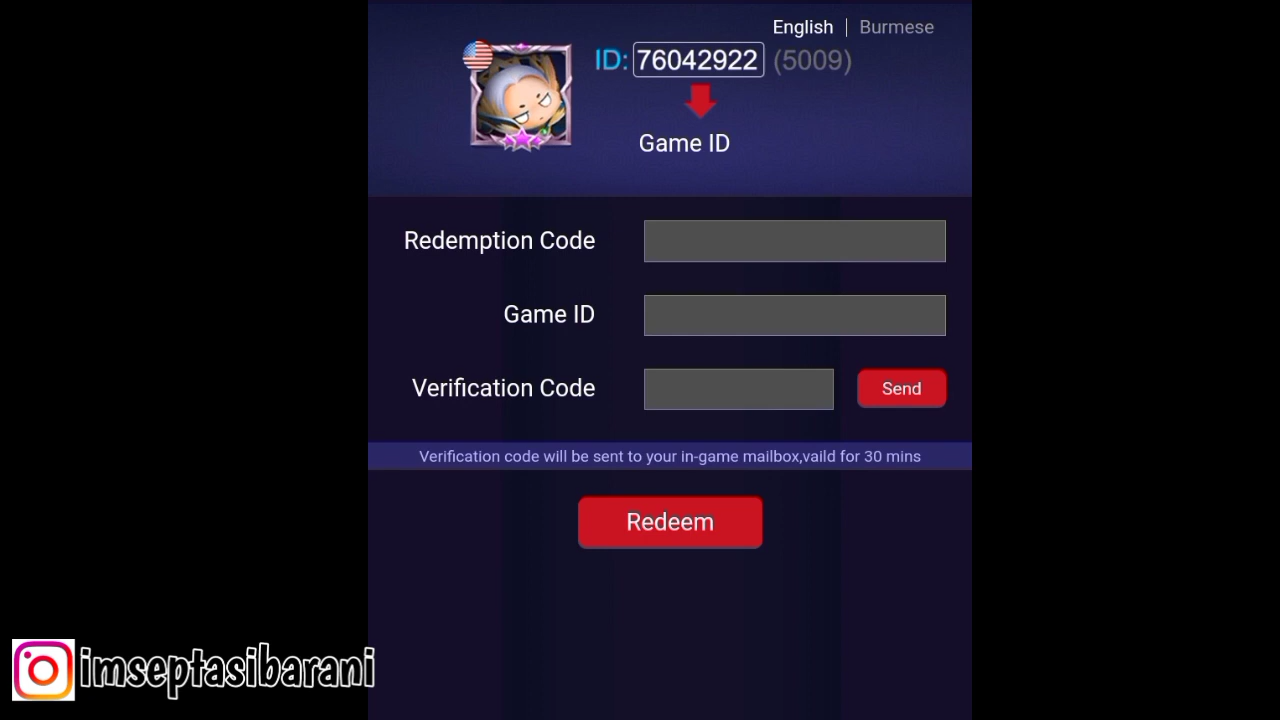 English | Burmese
ID: 76042922 (5009)
Game ID
Redemption Code
Game ID
Verification Code
Send
Verification code will be sent to your in-game mailbox,vaild for 30 mins
Redeem
imseptasibarani